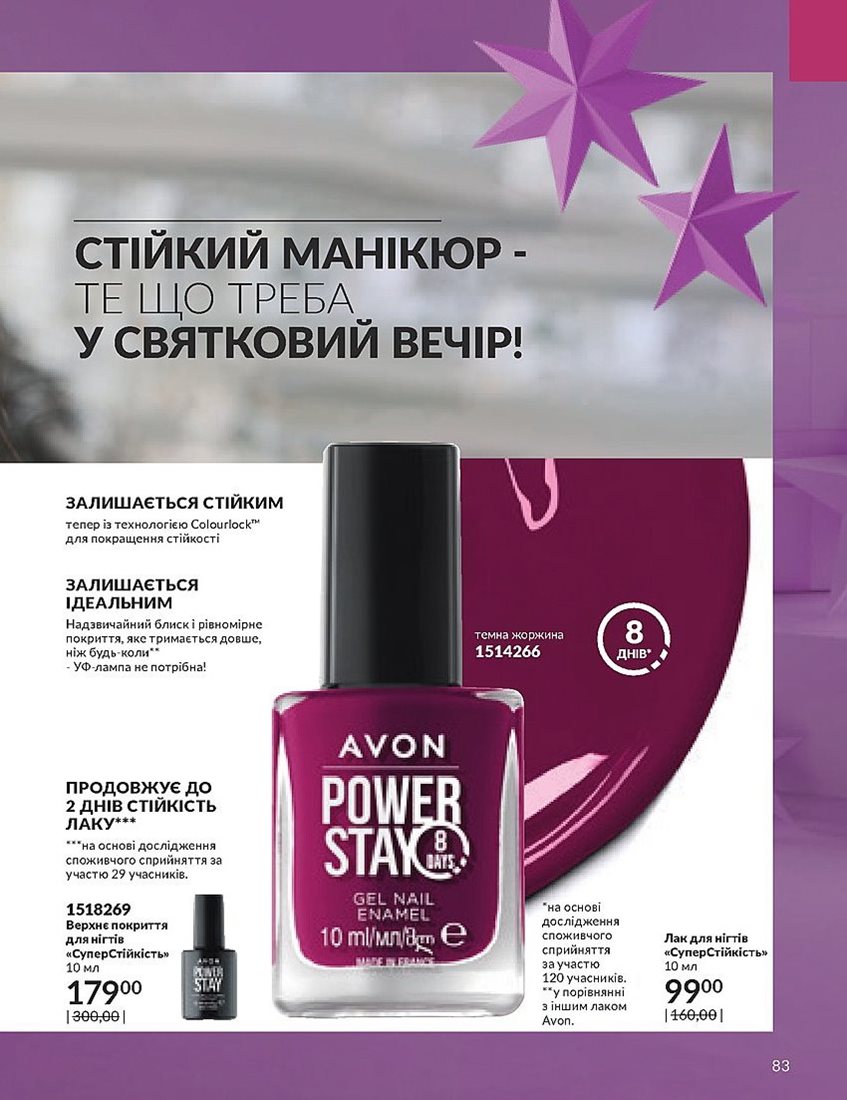 СТІЙКИЙ МАНІКЮР -
ТЕ ЩО ТРЕБА
У СВЯТКОВИЙ ВЕЧІР!
ЗАЛИШАЄТЬСЯ СТІЙКИМ
тепер із технологією Colourlock™
для покращення стійкості
ЗАЛИШАЄТЬСЯ
ІДЕАЛЬНИМ
Надзвичайний блиск і рівномірне
покриття, яке тримається довше,
ніж будь-коли**
- УФ-лампа не потрібна!
темна жоржина
1514266
8
ДНІВ*
AVON
POWER
STAY
8
DAYS
GEL NAIL
ENAMEL
10 ml/мл/მლ e
MADE IN FRANCE
ПРОДОВЖУЄ ДО
2 ДНІВ СТІЙКІСТЬ
ЛАКУ***
***на основі дослідження
споживчого сприйняття за
участю 29 учасників.
1518269
Верхнє покриття
для нігтів
«СуперСтійкість»
10 мл
17900
|300,00|
AVON
POWER
STAY
*на основі
дослідження
споживчого
сприйняття
за участю
120 учасників.
**у порівнянні
з іншим лаком
Avon.
Лак для нігтів
«СуперСтійкість»
10 мл
9900
|160,00|
83